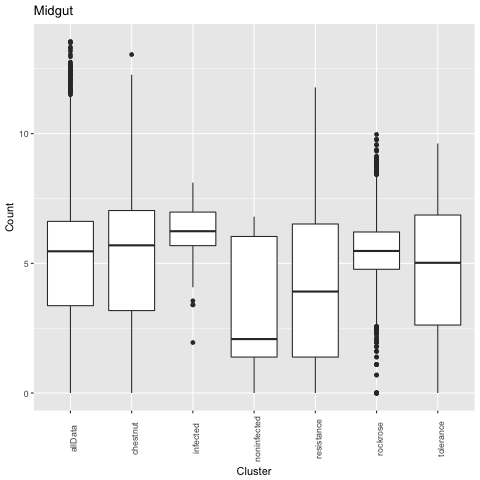 Midgut
Count
10
5
0
allData
chestnut
infected
noninfected
resistance
rockrose
tolerance
Cluster